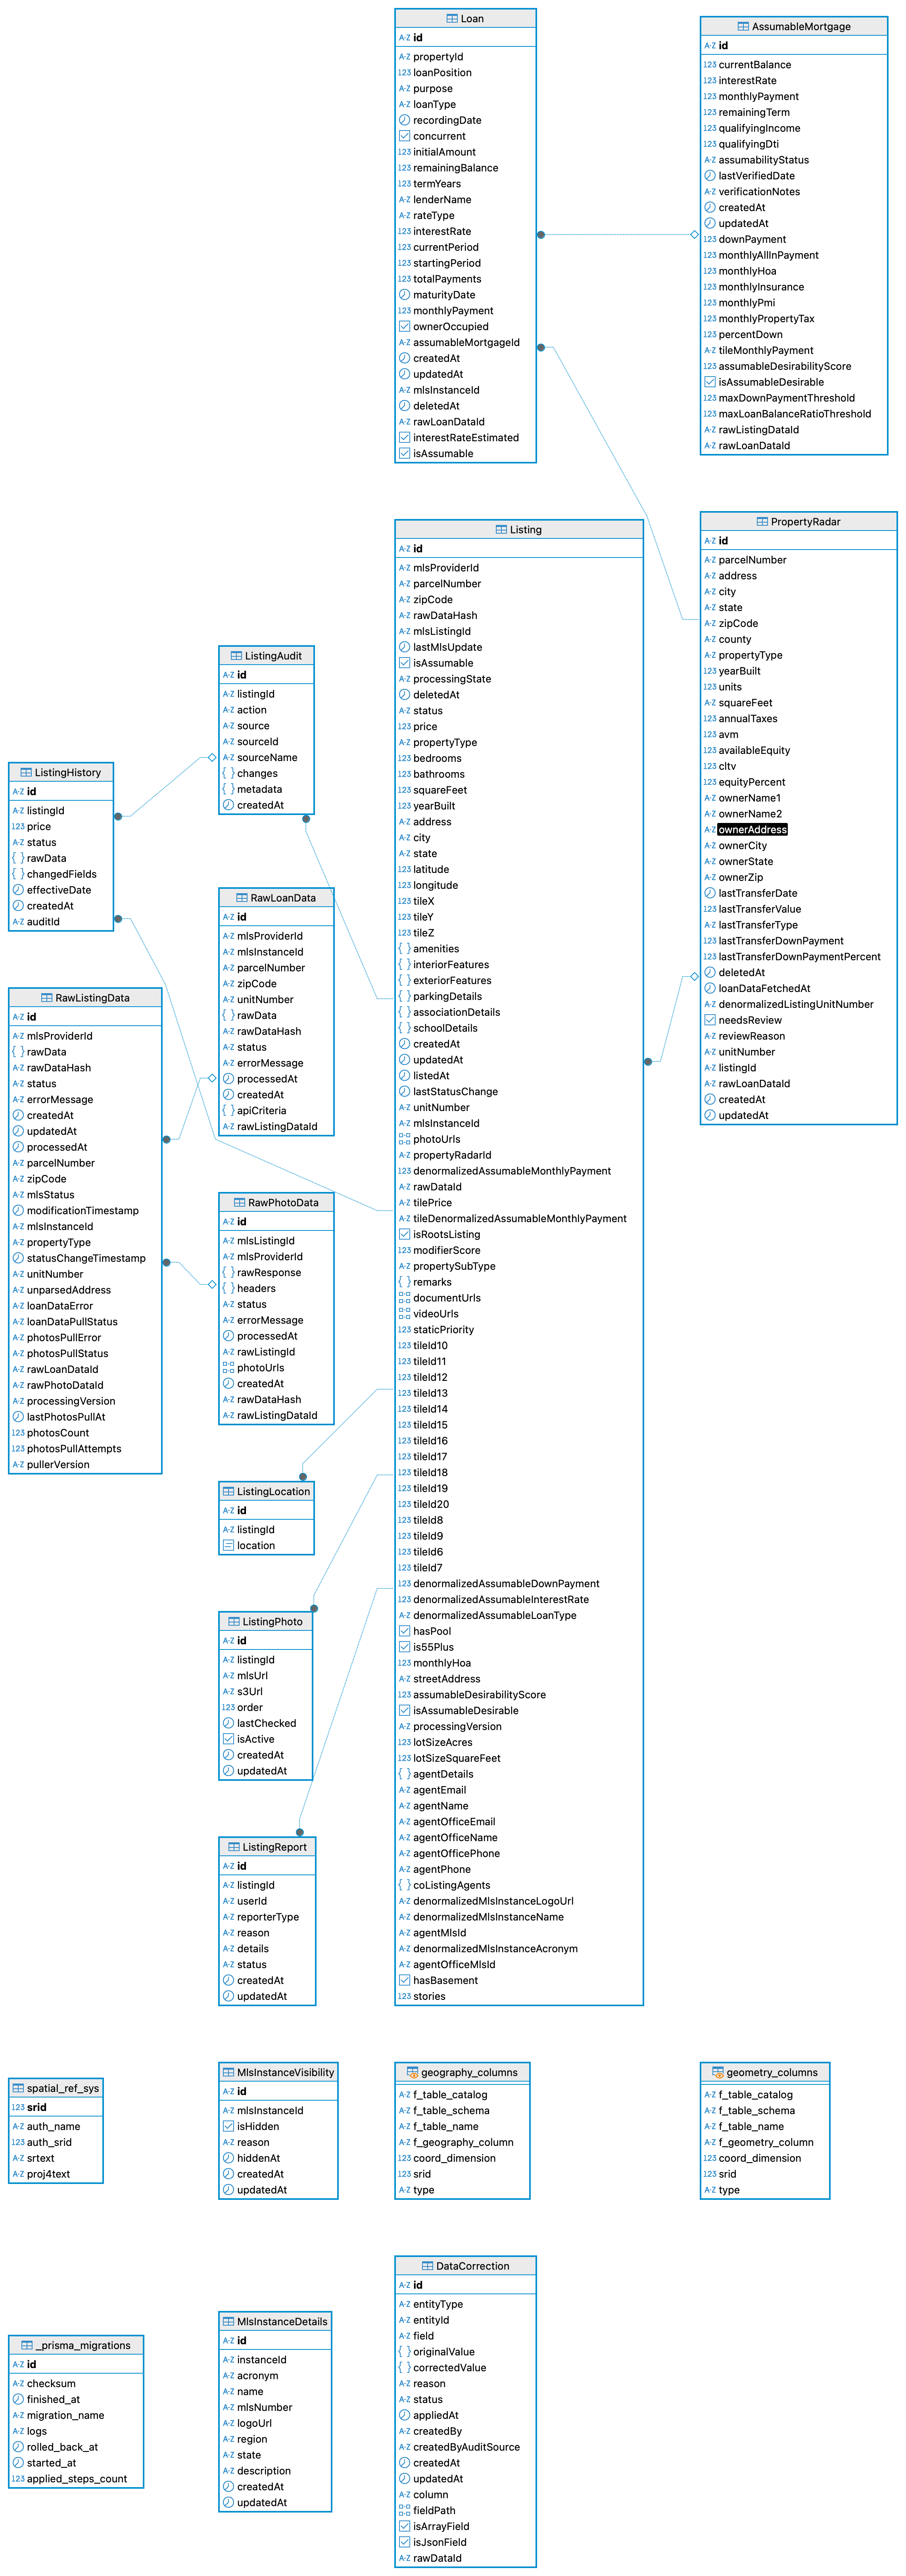 Loan
id
propertyId
123 loanPosition
purpose
loanType
recordingDate
concurrent
123 initialAmount
123 remainingBalance
123 termYears
A-Z lenderName
A-Z rateType
123 interestRate
123 currentPeriod
123 startingPeriod
123 totalPayments
maturityDate
123 monthlyPayment
ownerOccupied
A-Z assumableMortgageId
createdAt
updatedAt
A-Z mlsInstanceId
deletedAt
A-Z rawLoanDataId
interestRateEstimated
isAssumable
AssumableMortgage
A-Z id
123 currentBalance
123 interestRate
123 monthlyPayment
123 remainingTerm
123 qualifyingIncome
123 qualifyingDti
A-Z assumabilityStatus
lastVerifiedDate
A-Z verificationNotes
createdAt
updatedAt
123 downPayment
123 monthlyAllInPayment
123 monthlyHoa
123 monthlyInsurance
123 monthlyPmi
123 monthlyPropertyTax
123 percentDown
A-Z tileMonthlyPayment
123 assumableDesirabilityScore
isAssumableDesirable
123 maxDownPaymentThreshold
123 maxLoanBalanceRatioThreshold
A-Z rawListingDataId
A-Z rawLoanDataId
PropertyRadar
A-Z id
A-Z parcelNumber
A-Z address
A-Z city
A-Z state
A-Z zipCode
A-Z county
A-Z propertyType
123 yearBuilt
123 units
A-Z squareFeet
123 annualTaxes
123 avm
123 availableEquity
123 cltv
123 equityPercent
A-Z ownerName1
A-Z ownerName2
A-Z ownerAddress
A-Z ownerCity
A-Z ownerState
A-Z ownerZip
lastTransferDate
123 lastTransferValue
A-Z lastTransferType
123 lastTransferDownPayment
123 lastTransferDownPaymentPercent
deletedAt
loanDataFetchedAt
A-Z denormalizedListingUnitNumber
needsReview
A-Z reviewReason
A-Z unitNumber
A-Z listingId
A-Z rawLoanDataId
createdAt
updatedAt
Listing
A-Z id
A-Z mlsProviderId
A-Z parcelNumber
A-Z zipCode
A-Z rawDataHash
A-Z mlsListingId
lastMlsUpdate
isAssumable
A-Z processingState
deletedAt
A-Z status
123 price
A-Z propertyType
123 bedrooms
123 bathrooms
123 squareFeet
123 yearBuilt
A-Z address
A-Z city
A-Z state
123 latitude
123 longitude
123 tileX
123 tileY
123 tileZ
{ } amenities
{ } interiorFeatures
{ } exteriorFeatures
{ } parkingDetails
{ } associationDetails
{ } schoolDetails
createdAt
updatedAt
listedAt
lastStatusChange
A-Z unitNumber
A-Z mlsInstanceId
photoUrls
A-Z propertyRadarId
123 denormalizedAssumableMonthlyPayment
A-Z rawDataId
A-Z tilePrice
A-Z tileDenormalizedAssumableMonthlyPayment
isRootsListing
123 modifierScore
A-Z propertySubType
{ } remarks
documentUrls
videoUrls
123 staticPriority
123 tileId10
123 tileId11
123 tileId12
123 tileId13
123 tileId14
123 tileId15
123 tileId16
123 tileId17
123 tileId18
123 tileId19
123 tileId20
123 tileId8
123 tileId9
123 tileId6
123 tileId7
123 denormalizedAssumableDownPayment
123 denormalizedAssumableInterestRate
A-Z denormalizedAssumableLoanType
hasPool
is55Plus
123 monthlyHoa
A-Z streetAddress
123 assumableDesirabilityScore
isAssumableDesirable
A-Z processingVersion
123 lotSizeAcres
123 lotSizeSquareFeet
{ } agentDetails
A-Z agentEmail
A-Z agentName
A-Z agentOfficeEmail
A-Z agentOfficeName
A-Z agentOfficePhone
A-Z agentPhone
{ } coListingAgents
A-Z denormalizedMlsInstanceLogoUrl
A-Z denormalizedMlsInstanceName
A-Z agentMlsId
A-Z denormalizedMlsInstanceAcronym
A-Z agentOfficeMlsId
hasBasement
123 stories
ListingAudit
A-Z id
A-Z listingId
A-Z action
A-Z source
A-Z sourceId
A-Z sourceName
{ } changes
{ } metadata
createdAt
ListingHistory
A-Z id
A-Z listingId
123 price
A-Z status
{ } rawData
{ } changedFields
effectiveDate
createdAt
A-Z auditId
RawLoanData
A-Z id
A-Z mlsProviderId
A-Z mlsInstanceId
A-Z parcelNumber
A-Z zipCode
A-Z unitNumber
{ } rawData
A-Z rawDataHash
A-Z status
A-Z errorMessage
processedAt
createdAt
{ } apiCriteria
A-Z rawListingDataId
RawListingData
A-Z id
A-Z mlsProviderId
{ } rawData
A-Z rawDataHash
A-Z status
A-Z errorMessage
createdAt
updatedAt
processedAt
A-Z parcelNumber
A-Z zipCode
A-Z mlsStatus
modificationTimestamp
A-Z mlsInstanceId
A-Z propertyType
statusChangeTimestamp
A-Z unitNumber
A-Z unparsedAddress
A-Z loanDataError
A-Z loanDataPullStatus
A-Z photosPullError
A-Z photosPullStatus
A-Z rawLoanDataId
A-Z rawPhotoDataId
A-Z processingVersion
lastPhotosPullAt
123 photosCount
123 photosPullAttempts
A-Z pullerVersion
RawPhotoData
A-Z id
A-Z mlsListingId
A-Z mlsProviderId
{ } rawResponse
{ } headers
A-Z status
A-Z errorMessage
processedAt
A-Z rawListingId
photoUrls
createdAt
A-Z rawDataHash
A-Z rawListingDataId
ListingLocation
A-Z id
A-Z listingId
location
ListingPhoto
A-Z id
A-Z listingId
A-Z mlsUrl
A-Z s3Url
123 order
lastChecked
isActive
createdAt
updatedAt
ListingReport
A-Z id
A-Z listingId
A-Z userId
A-Z reporterType
A-Z reason
A-Z details
A-Z status
createdAt
updatedAt
spatial_ref_sys
123 srid
A-Z auth_name
123 auth_srid
A-Z srtext
A-Z proj4text
MlsInstanceVisibility
A-Z id
A-Z mlsInstanceId
isHidden
A-Z reason
hiddenAt
createdAt
updatedAt
geography_columns
A-Z f_table_catalog
A-Z f_table_schema
A-Z f_table_name
A-Z f_geography_column
123 coord_dimension
123 srid
A-Z type
geometry_columns
A-Z f_table_catalog
A-Z f_table_schema
A-Z f_table_name
A-Z f_geometry_column
123 coord_dimension
123 srid
A-Z type
_prisma_migrations
A-Z id
A-Z checksum
finished_at
A-Z migration_name
A-Z logs
rolled_back_at
started_at
123 applied_steps_count
MlsInstanceDetails
A-Z id
A-Z instanceId
A-Z acronym
A-Z name
A-Z mlsNumber
A-Z logoUrl
A-Z region
A-Z state
A-Z description
createdAt
updatedAt
DataCorrection
A-Z id
A-Z entityType
A-Z entityId
A-Z field
{ } originalValue
{ } correctedValue
A-Z reason
A-Z status
appliedAt
A-Z createdBy
A-Z createdByAuditSource
createdAt
updatedAt
A-Z column
fieldPath
isArrayField
isJsonField
A-Z rawDataId